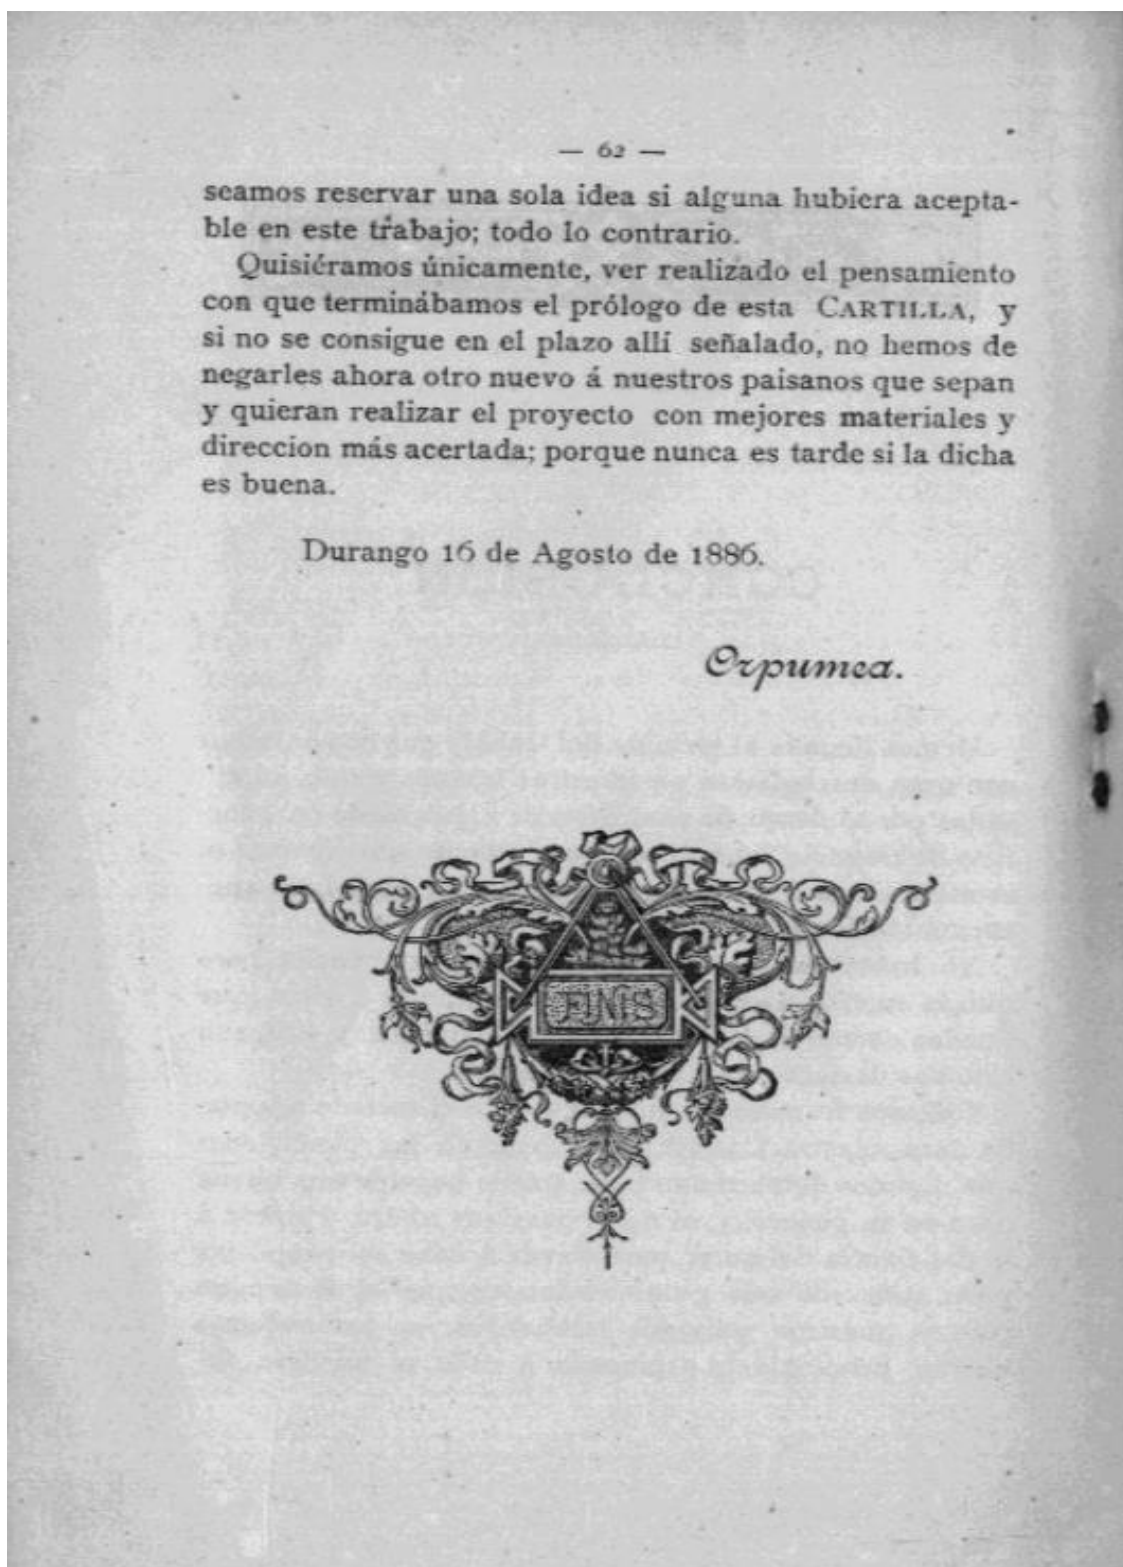 — 62 —
seamos reservar una sola idea si alguna hubiera acepta-
ble en este trabajo; todo lo contrario.
Quisiéramos únicamente, ver realizado el pensamiento
con que terminábamos el prólogo de esta CARTILLA, y
si no se consigue en el plazo allí señalado, no hemos de
negarles ahora otro nuevo á nuestros paisanos que sepan
y quieran realizar el proyecto con mejores materiales y
direccion más acertada; porque nunca es tarde si la dicha
es buena.
Durango 16 de Agosto de 1886.
Orpumea.
FINIS